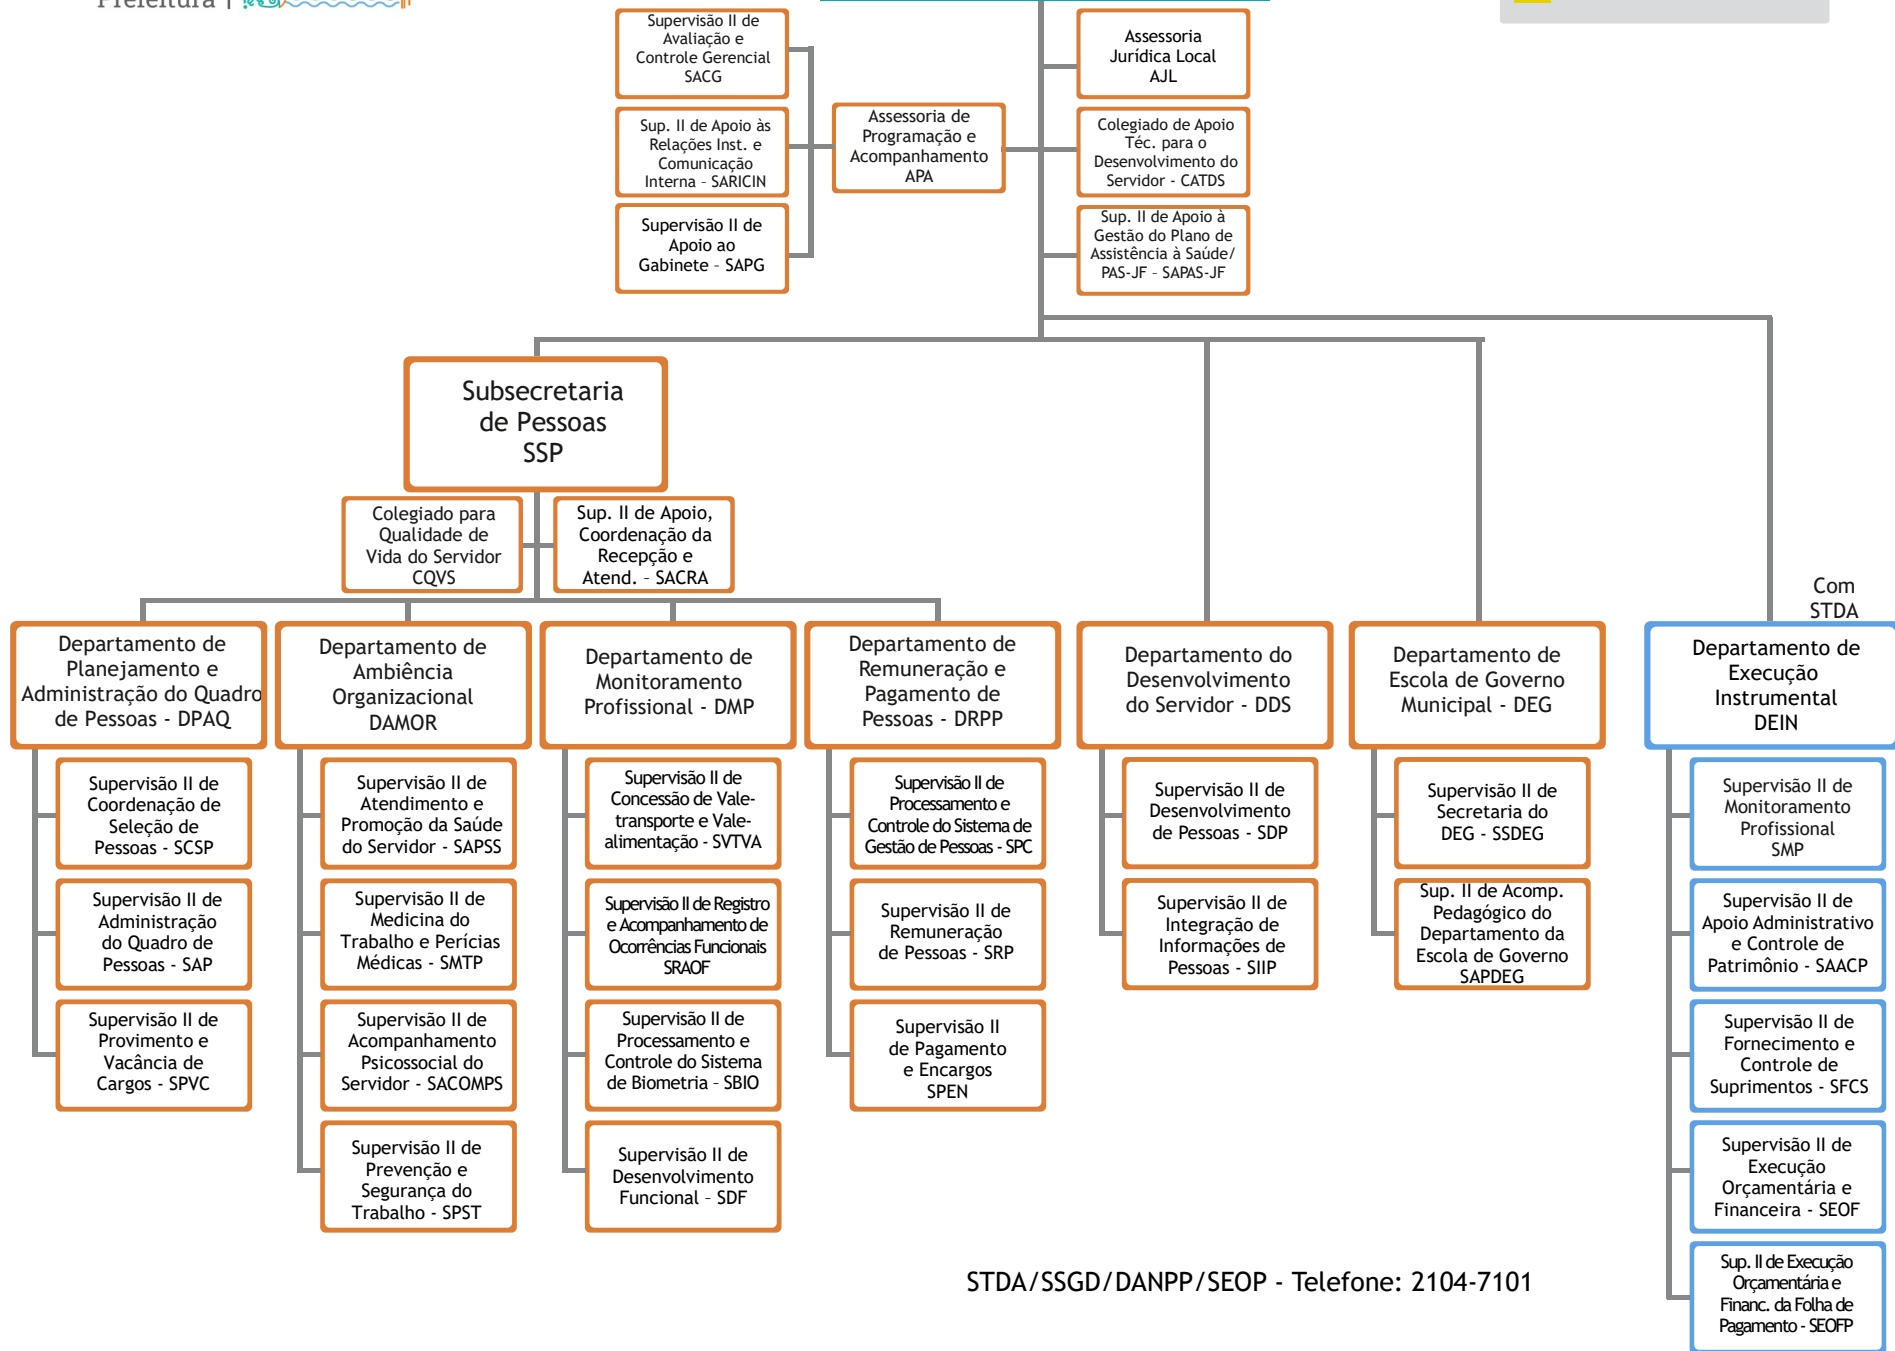 Prefeitura
Supervisão II de
Avaliação e
Controle Gerencial
SACG
Sup. II de Apoio às
Relações Inst. e
Comunicação
Interna – SARICIN
Supervisão II de
Apoio ao
Gabinete – SAPG
Assessoria de
Programação e
Acompanhamento
APA
Assessoria
Jurídica Local
AJL
Colegiado de Apoio
Téc. para o
Desenvolvimento do
Servidor - CATDS
Sup. II de Apoio à
Gestão do Plano de
Assistência à Saúde/
PAS-JF – SAPAS-JF
Subsecretaria
de Pessoas
SSP
Colegiado para
Qualidade de
Vida do Servidor
CQVS
Sup. II de Apoio,
Coordenação da
Recepção e
Atend. – SACRA
Departamento de
Planejamento e
Administração do Quadro
de Pessoas - DPAQ
Supervisão II de
Coordenação de
Seleção de
Pessoas - SCSP
Supervisão II de
Administração
do Quadro de
Pessoas - SAP
Supervisão II de
Provimento e
Vacância de
Cargos - SPVC
Departamento de
Ambiência
Organizacional
DAMOR
Supervisão II de
Atendimento e
Promoção da Saúde
do Servidor - SAPSS
Supervisão II de
Medicina do
Trabalho e Perícias
Médicas - SMTP
Supervisão II de
Acompanhamento
Psicossocial do
Servidor - SACOMPS
Supervisão II de
Prevenção e
Segurança do
Trabalho - SPST
Departamento de
Monitoramento
Profissional - DMP
Supervisão II de
Concessão de Vale-
transporte e Vale-
alimentação - SVTVA
Supervisão II de Registro
e Acompanhamento de
Ocorrências Funcionais
SRAOF
Supervisão II de
Processamento e
Controle do Sistema
de Biometria – SBIO
Supervisão II de
Desenvolvimento
Funcional – SDF
Departamento de
Remuneração e
Pagamento de
Pessoas - DRPP
Supervisão II de
Processamento e
Controle do Sistema de
Gestão de Pessoas - SPC
Supervisão II de
Remuneração
de Pessoas - SRP
Supervisão II
de Pagamento
e Encargos
SPEN
Departamento do
Desenvolvimento
do Servidor - DDS
Supervisão II de
Desenvolvimento
de Pessoas - SDP
Supervisão II de
Integração de
Informações de
Pessoas - SIIP
Departamento de
Escola de Governo
Municipal - DEG
Supervisão II de
Secretaria do
DEG - SSDEG
Sup. II de Acomp.
Pedagógico do
Departamento da
Escola de Governo
SAPDEG
Com
STDA
Departamento de
Execução
Instrumental
DEIN
Supervisão II de
Monitoramento
Profissional
SMP
Supervisão II de
Apoio Administrativo
e Controle de
Patrimônio - SAACP
Supervisão II de
Fornecimento e
Controle de
Suprimentos - SFCS
Supervisão II de
Execução
Orçamentária e
Financeira - SEOF
Sup. II de Execução
Orçamentária e
Financ. da Folha de
Pagamento - SEOFP
STDA/SSGD/DANPP/SEOP - Telefone: 2104-7101